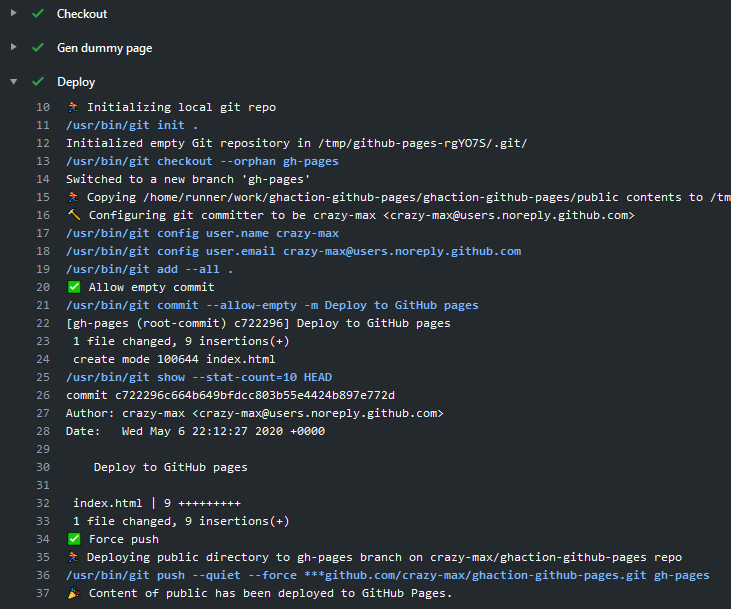 Checkout
Gen dummy page
Deploy
10 🏃 Initializing local git repo
11 /usr/bin/git init .
12 Initialized empty Git repository in /tmp/github-pages-rgYO7S/.git/
13 /usr/bin/git checkout --orphan gh-pages
14 Switched to a new branch 'gh-pages'
15 🏃 Copying /home/runner/work/ghaction-github-pages/ghaction-github-pages/public contents to /tm
16 🔨 Configuring git committer to be crazy-max <crazy-max@users.noreply.github.com>
17 /usr/bin/git config user.name crazy-max
18 /usr/bin/git config user.email crazy-max@users.noreply.github.com
19 /usr/bin/git add --all .
20 ✅ Allow empty commit
21 /usr/bin/git commit --allow-empty -m Deploy to GitHub pages
22 [gh-pages (root-commit) c722296] Deploy to GitHub pages
23  1 file changed, 9 insertions(+)
24  create mode 100644 index.html
25 /usr/bin/git show --stat-count=10 HEAD
26 commit c722296c664b649bfdcc803b55e4424b897e772d
27 Author: crazy-max <crazy-max@users.noreply.github.com>
28 Date:   Wed May 6 22:12:27 2020 +0000
29
30     Deploy to GitHub pages
31
32  index.html | 9 +++++++++
33  1 file changed, 9 insertions(+)
34 ✅ Force push
35 🏃 Deploying public directory to gh-pages branch on crazy-max/ghaction-github-pages repo
36 /usr/bin/git push --quiet --force ***github.com/crazy-max/ghaction-github-pages.git gh-pages
37 🎉 Content of public has been deployed to GitHub Pages.